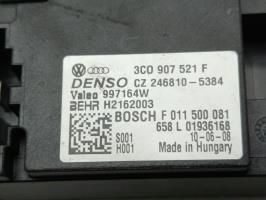 3C0 907 521 F
DENSO CZ 246810-5384
Valeo 997164W
BEHR H2162003
BOSCH F 011 500 081
658 L 01936168
S001 10-06-08
H001 Made in Hungary